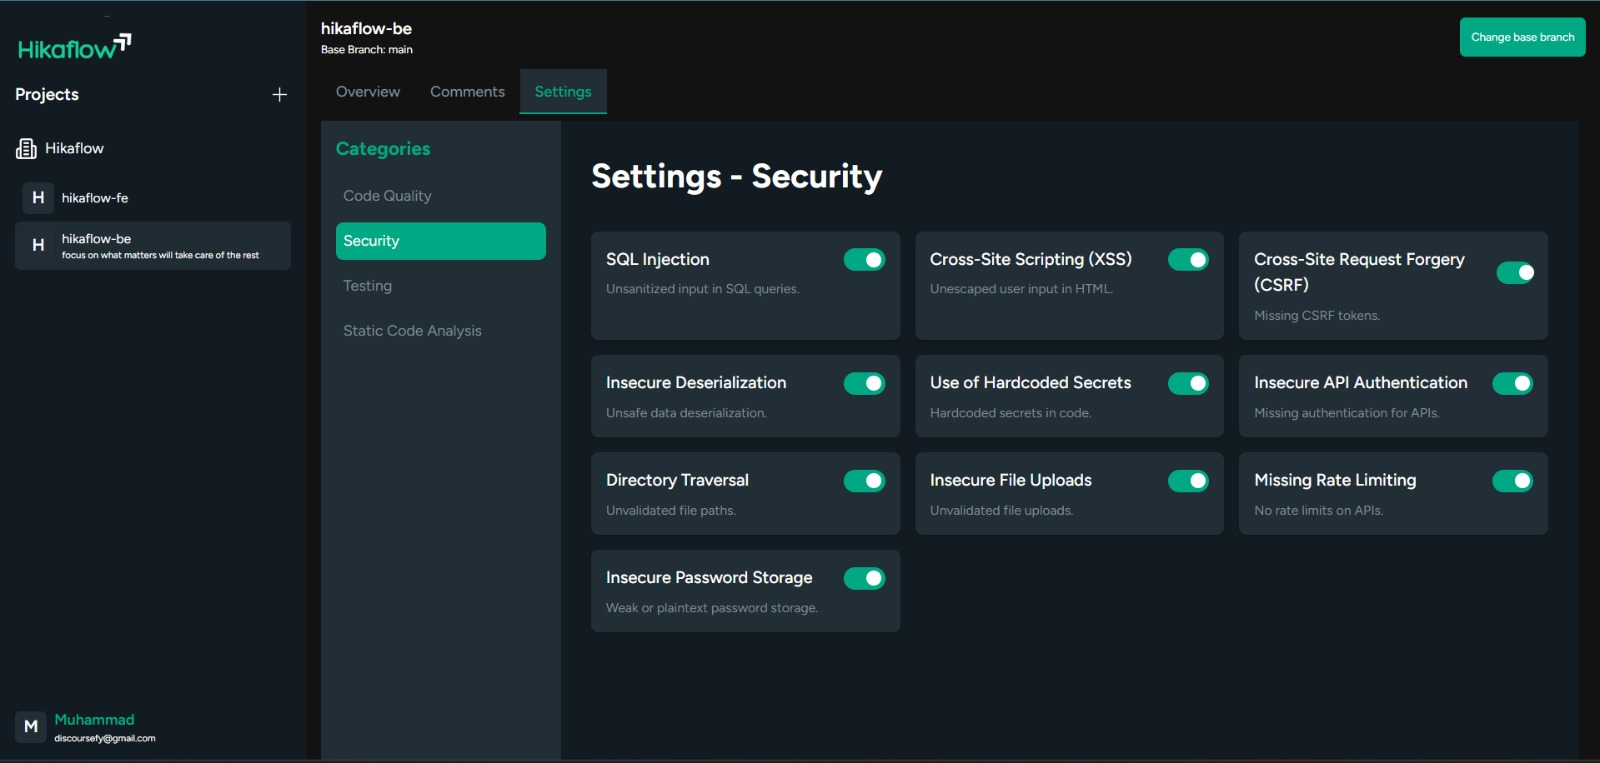 Hikaflow
Projects
Hikaflow
H
hikaflow-fe
H
hikaflow-be
focus on what matters will take care of the rest
M
Muhammad
discoursefy@gmail.com
hikaflow-be
Base Branch: main
Change base branch
Overview
Comments
Settings
Categories
Code Quality
Security
Testing
Static Code Analysis
Settings - Security
SQL Injection
Unsanitized input in SQL queries.
Cross-Site Scripting (XSS)
Unescaped user input in HTML.
Cross-Site Request Forgery
(CSRF)
Missing CSRF tokens.
Insecure Deserialization
Unsafe data deserialization.
Use of Hardcoded Secrets
Hardcoded secrets in code.
Insecure API Authentication
Missing authentication for APIs.
Directory Traversal
Unvalidated file paths.
Insecure File Uploads
Unvalidated file uploads.
Missing Rate Limiting
No rate limits on APIs.
Insecure Password Storage
Weak or plaintext password storage.